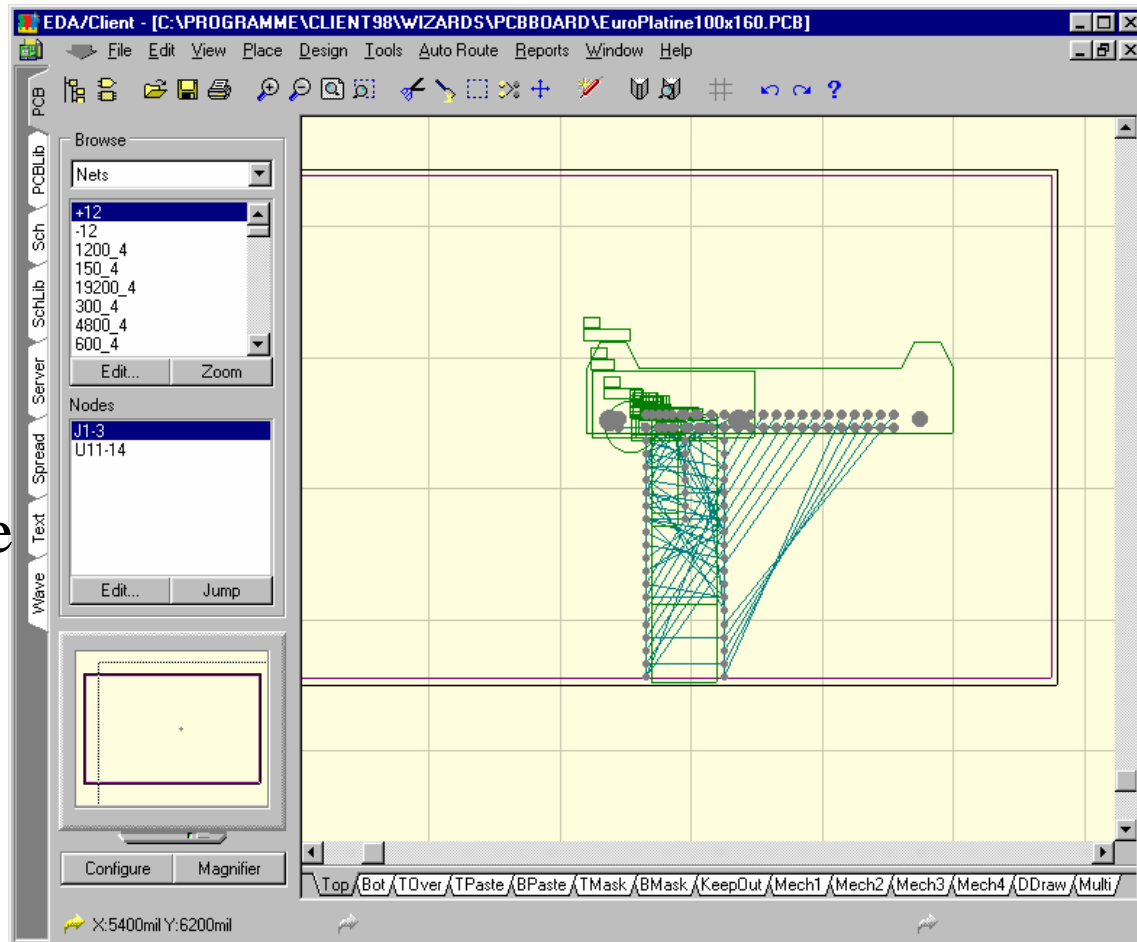 EDA/Client - [C:\PROGRAMME\CLIENT98\WIZARDS\PCBBOARD\EuroPlatine100x160.PCB]
File Edit View Place Design Tools Auto Route Reports Window Help
PCB
PCBLib
Sch
SchLib
Server
Spread
Text
Wave
e
Browse
Nets
+12
-12
1200_4
150_4
19200_4
300_4
4800_4
600_4
Edit... Zoom
Nodes
J1-3
U11-14
Edit... Jump
Configure Magnifier
Top Bot TOver TPaste BPaste TMask BMask KeepOut Mech1 Mech2 Mech3 Mech4 DDraw Multi
X:5400mil Y:6200mil